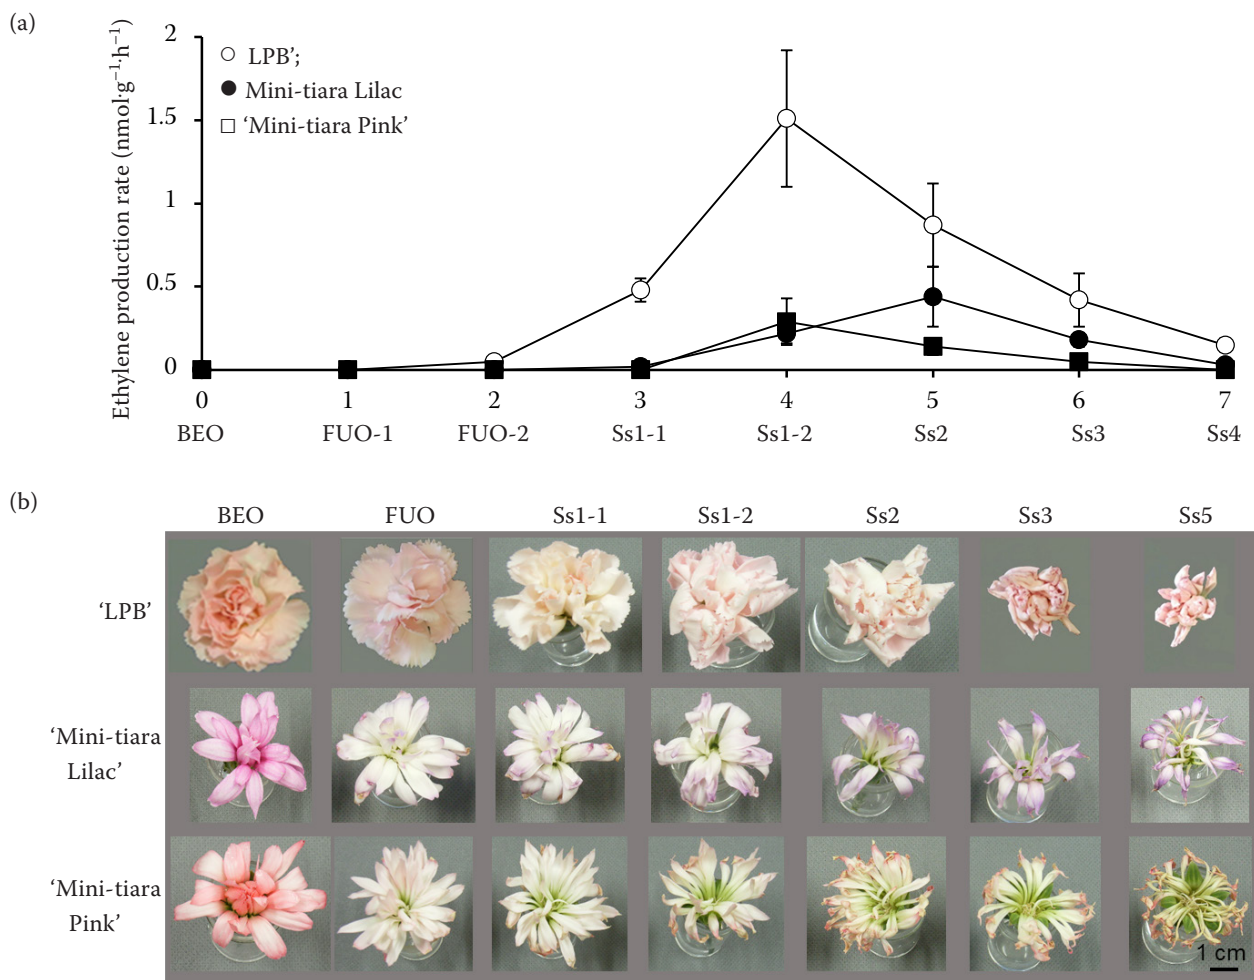 (a)
Ethylene production rate (nmol·g⁻¹·h⁻¹)
2
1.5
1
0.5
0
LPB';
Mini-tiara Lilac
'Mini-tiara Pink'
0 1 2 3 4 5 6 7
BEO FUO-1 FUO-2 Ss1-1 Ss1-2 Ss2 Ss3 Ss4
(b)
BEO FUO Ss1-1 Ss1-2 Ss2 Ss3 Ss5
'LPB'
'Mini-tiara
Lilac'
'Mini-tiara
Pink'
1 cm